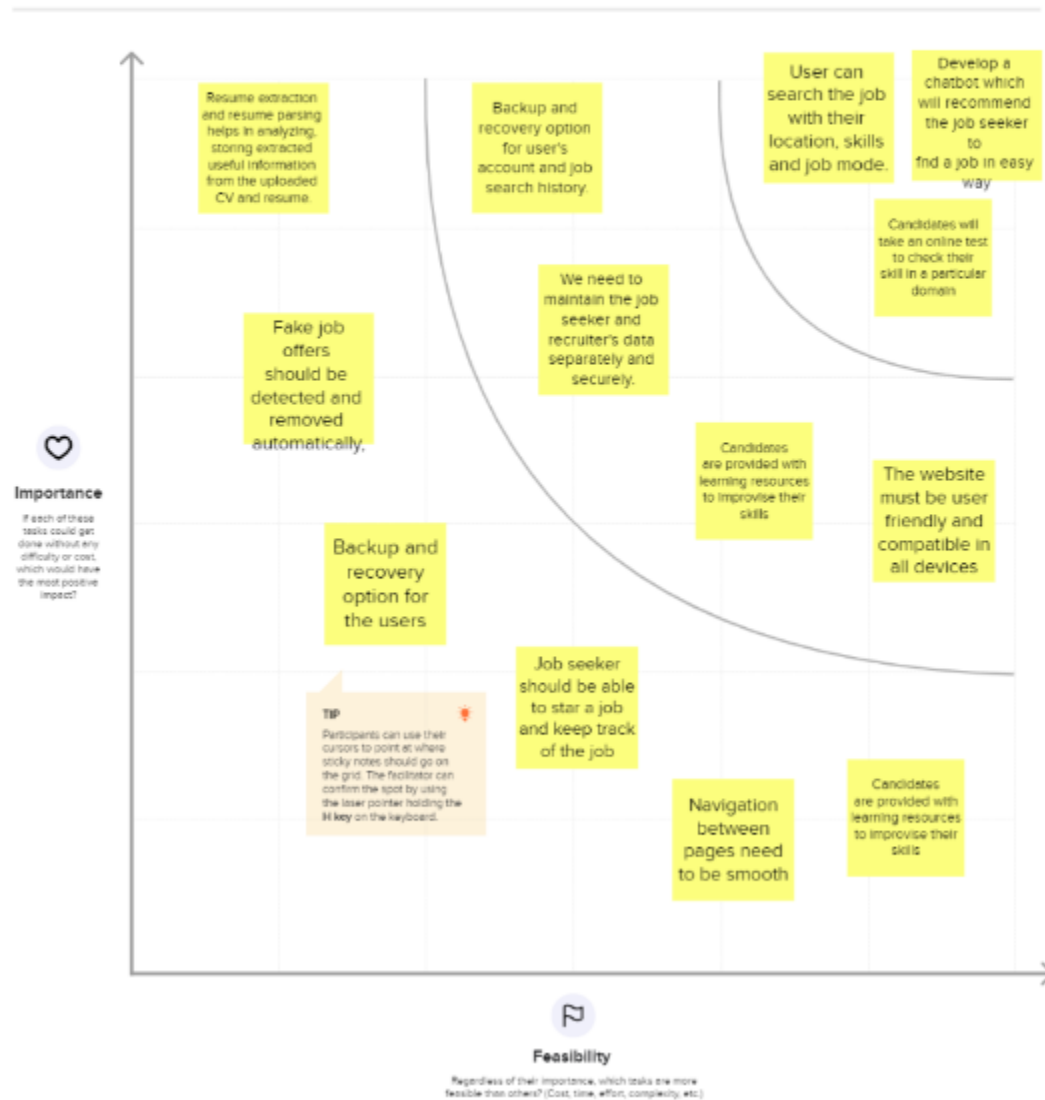 Resume extraction
and resume parsing
helps in analyzing,
storing extracted
useful information
from the uploaded
CV and resume.
Backup and
recovery option
for user's
account and job
search history.
User can
search the job
with their
location, skills
and job mode.
Develop a
chatbot which
will recommend
the job seeker
to
fnd a job in easy
way
Candidates will
take an online test
to check their
skill in a particular
domain
We need to
maintain the job
seeker and
recruiter's data
separately and
securely.
Fake job
offers
should be
detected and
removed
automatically,
Candidates
are provided with
learning resources
to improvise their
skills
The website
must be user
friendly and
compatible in
all devices
Importance
If each of these
tasks could get
done without any
difficulty or cost,
which would have
the most positive
impact?
Backup and
recovery
option for
the users
Job seeker
should be able
to star a job
and keep track
of the job
TIP
Participants can use their
cursors to point at where
sticky notes should go on
the grid. The facilitator can
confirm the spot by using
the laser pointer holding the
H key on the keyboard.
Navigation
between
pages need
to be smooth
Candidates
are provided with
learning resources
to improvise their
skills
Feasibility
Regardless of their importance, which tasks are more
feasible than others? (Cost, time, effort, complexity, etc.)